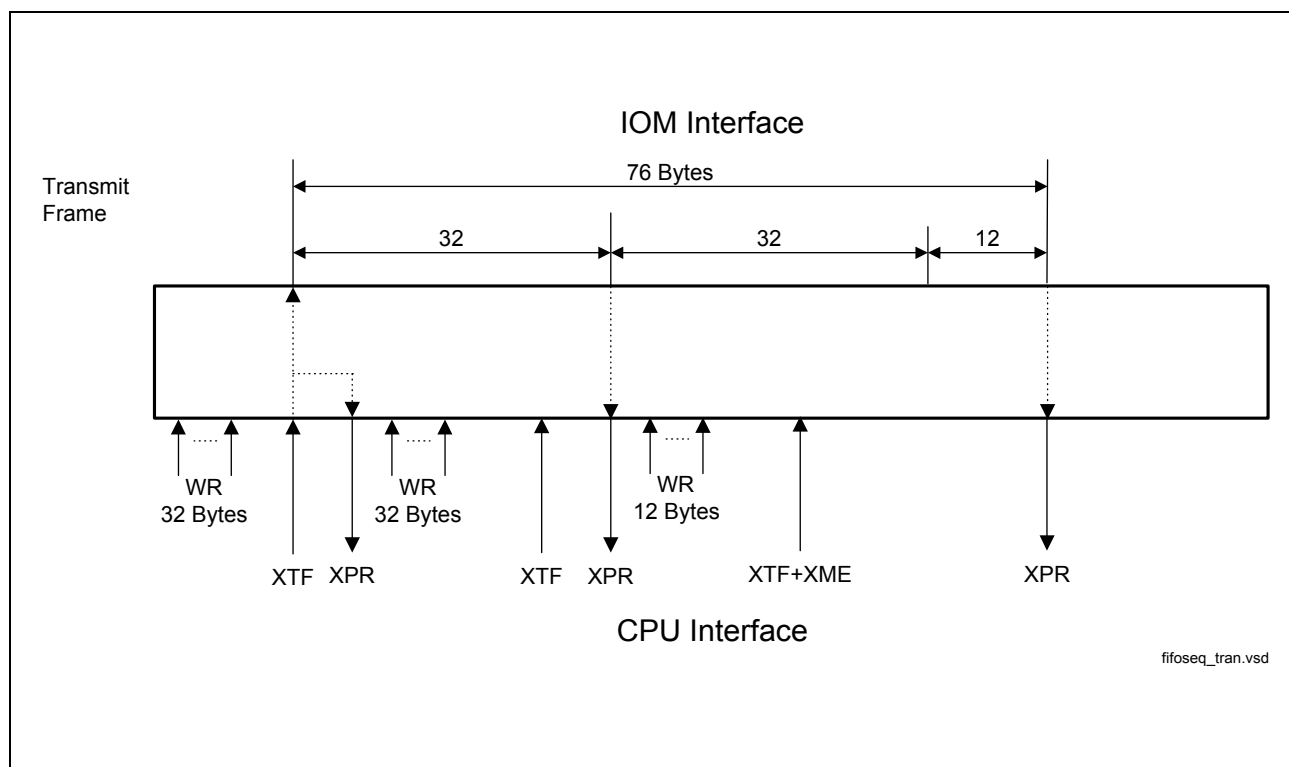 IOM Interface
76 Bytes
Transmit
Frame
32
32
12
.....
.....
.....
WR
32 Bytes
WR
32 Bytes
WR
12 Bytes
XTF
XPR
XTF
XPR
XTF+XME
XPR
CPU Interface
fifoseq_tran.vsd